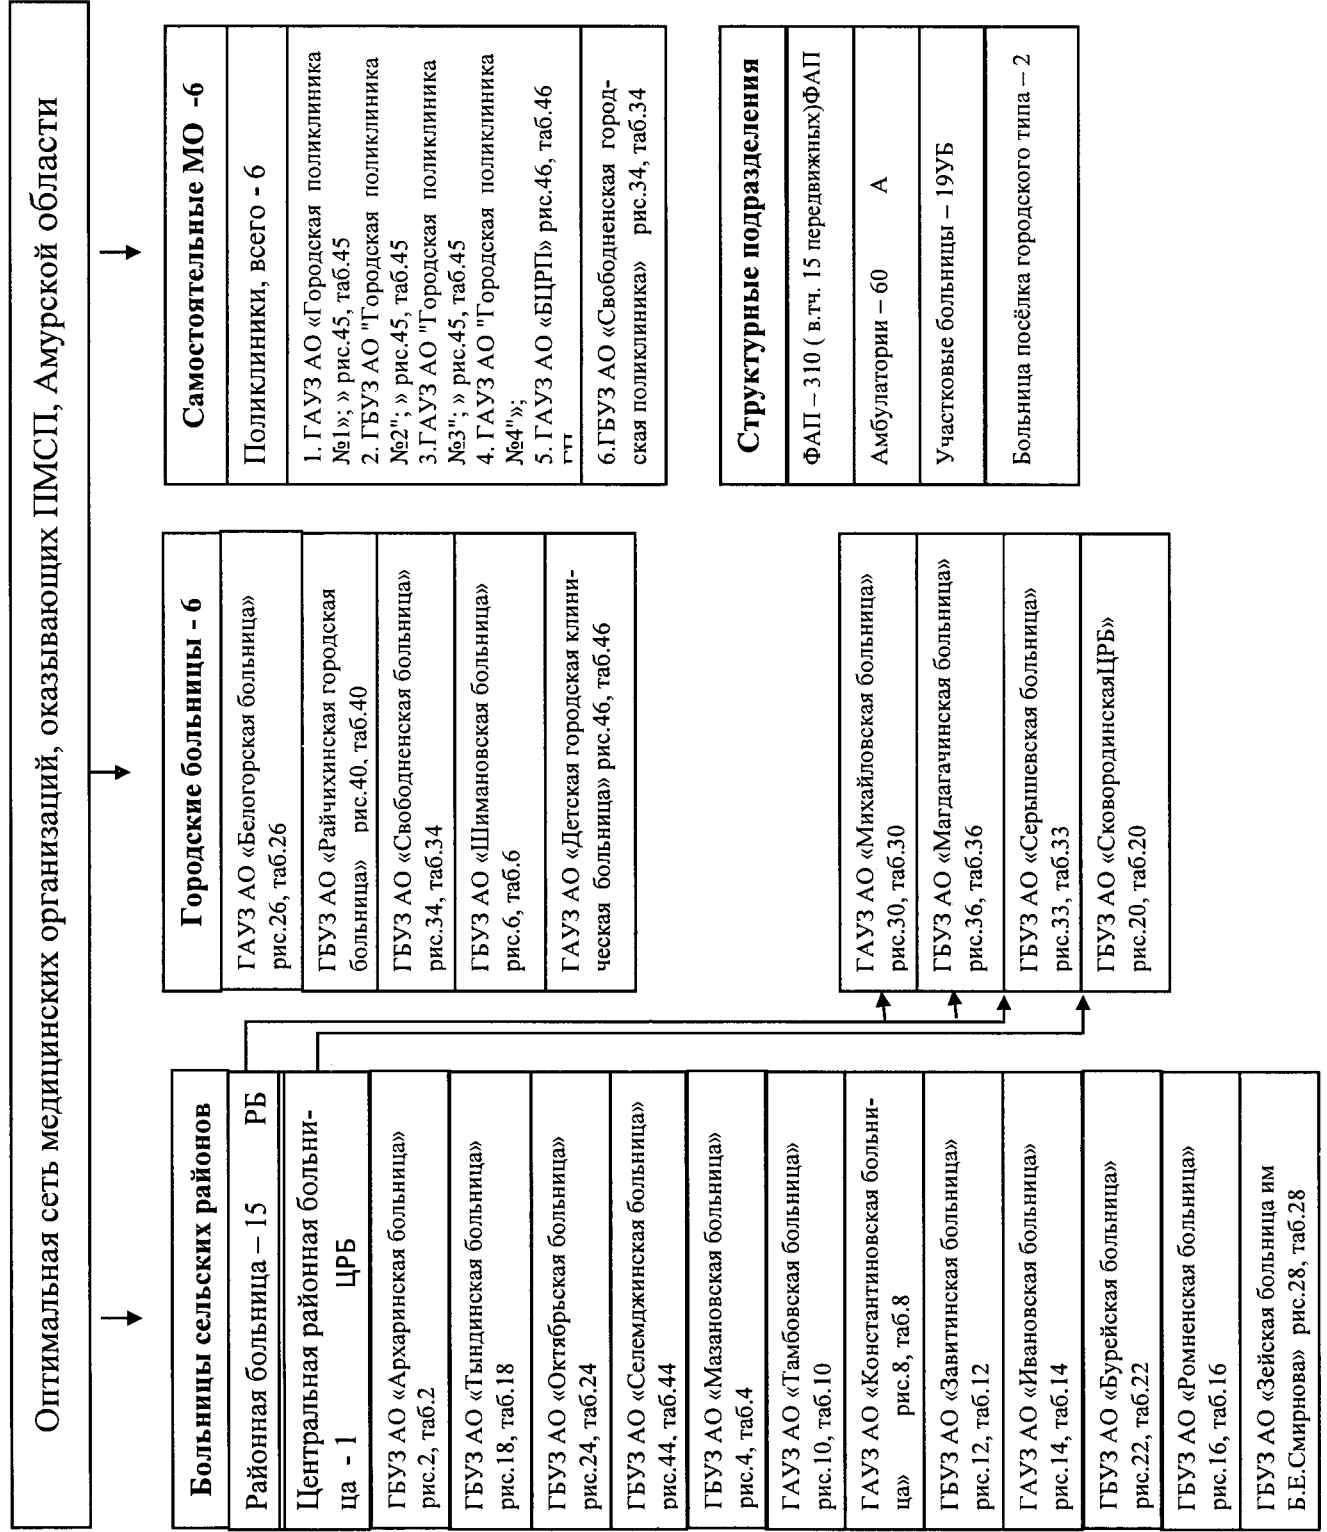 Оптимальная сеть медицинских организаций, оказывающих ПМСП, Амурской области
Больницы сельских районов
Районная больница – 15 РБ
Центральная районная больни-
ца - 1 ЦРБ
ГБУЗ АО «Архаринская больница»
рис.2, таб.2
ГБУЗ АО «Тындинская больница»
рис.18, таб.18
ГБУЗ АО «Октябрьская больница»
рис.24, таб.24
ГБУЗ АО «Селемджинская больница»
рис.44, таб.44
ГБУЗ АО «Мазановская больница»
рис.4, таб.4
ГАУЗ АО «Тамбовская больница»
рис.10, таб.10
ГАУЗ АО «Константиновская больни-
ца» рис.8, таб.8
ГБУЗ АО «Завитинская больница»
рис.12, таб.12
ГАУЗ АО «Ивановская больница»
рис.14, таб.14
ГБУЗ АО «Бурейская больница»
рис.22, таб.22
ГБУЗ АО «Ромненская больница»
рис.16, таб.16
ГБУЗ АО «Зейская больница им
Б.Е.Смирнова» рис.28, таб.28
Городские больницы - 6
ГАУЗ АО «Белогорская больница»
рис.26, таб.26
ГБУЗ АО «Райчихинская городская
больница» рис.40, таб.40
ГБУЗ АО «Свободненская больница»
рис.34, таб.34
ГБУЗ АО «Шимановская больница»
рис.6, таб.6
ГАУЗ АО «Детская городская клини-
ческая больница» рис.46, таб.46
ГАУЗ АО «Михайловская больница»
рис.30, таб.30
ГБУЗ АО «Магдагачинская больница»
рис.36, таб.36
ГБУЗ АО «Серышевская больница»
рис.33, таб.33
ГБУЗ АО «СковородинскаяЦРБ»
рис.20, таб.20
Самостоятельные МО -6
Поликлиники, всего - 6
1. ГАУЗ АО «Городская поликлиника
№1»; » рис.45, таб.45
2. ГБУЗ АО "Городская поликлиника
№2"; » рис.45, таб.45
3.ГАУЗ АО "Городская поликлиника
№3"; » рис.45, таб.45
4. ГАУЗ АО "Городская поликлиника
№4"»;
5. ГАУЗ АО «БЦРП» рис.46, таб.46
6.ГБУЗ АО «Свободненская город-
ская поликлиника» рис.34, таб.34
Структурные подразделения
ФАП – 310 ( в.тч. 15 передвижных)ФАП
Амбулатории – 60 А
Участковые больницы – 19УБ
Больница посёлка городского типа – 2